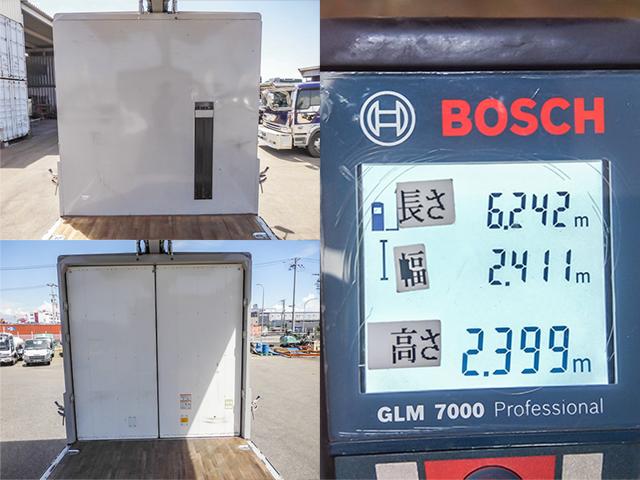 BOSCH
長さ 6.242 m
幅 2.411 m
高さ 2.399 m
GLM 7000 Professional